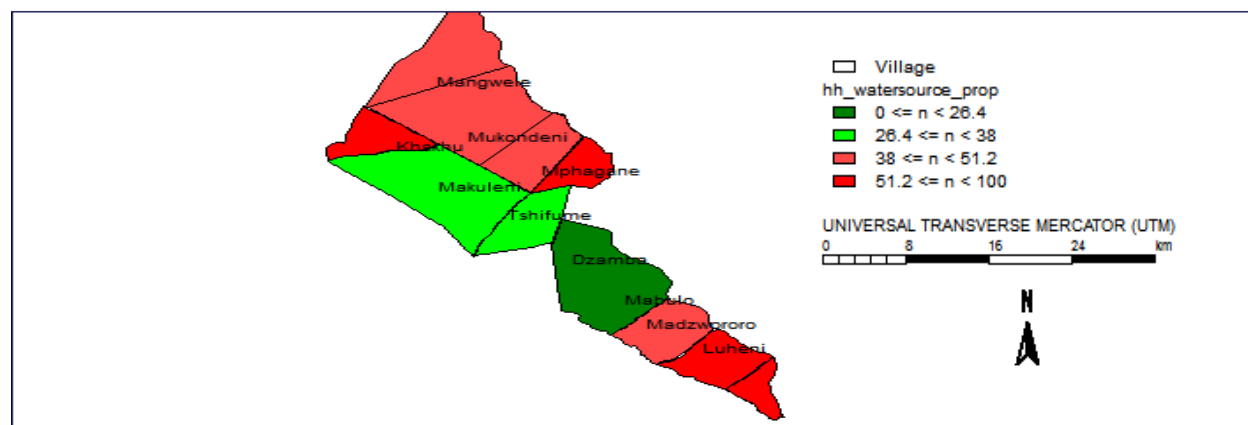 Mangwele
Mukondeni
Khakhu
Mphagane
Makuleni
Tshifume
Dzamba
Mabulo
Madzwororo
Luheni
Village
hh_watersource_prop
0 <= n < 26.4
26.4 <= n < 38
38 <= n < 51.2
51.2 <= n < 100
UNIVERSAL TRANSVERSE MERCATOR (UTM)
0 8 16 24 km
N